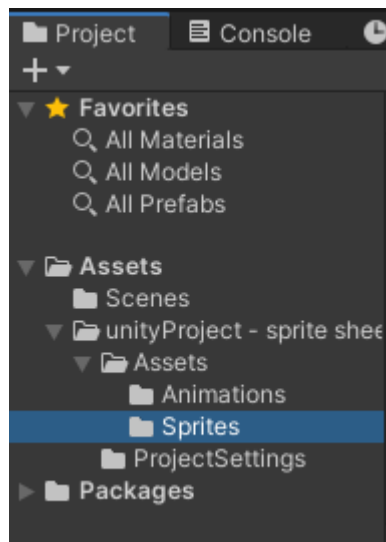 Project Console
Favorites
All Materials
All Models
All Prefabs
Assets
Scenes
unityProject - sprite shee
Assets
Animations
Sprites
ProjectSettings
Packages